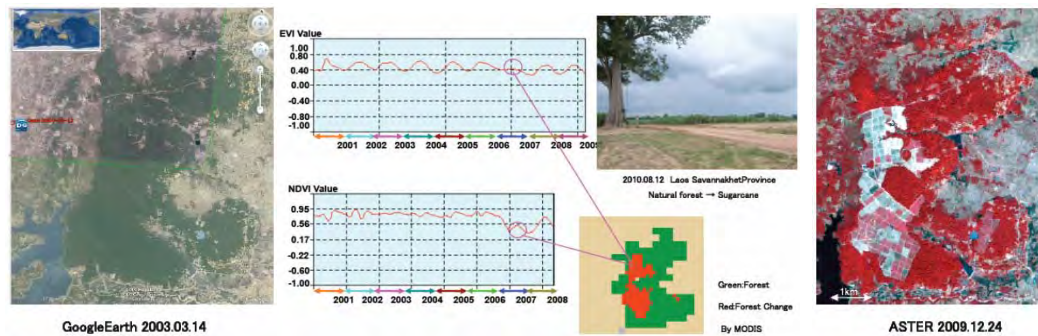 EVI Value
1.00
0.80
0.40
0.00
-0.40
-0.80
-1.00
2001 2002 2003 2004 2005 2006 2007 2008 2009
NDVI Value
0.95
0.56
0.17
-0.22
-0.60
-1.00
2001 2002 2003 2004 2005 2006 2007 2008
2010.08.12 Laos SavannakhetProvince
Natural forest → Sugarcane
Green:Forest
Red:Forest Change
By MODIS
1km
GoogleEarth 2003.03.14
ASTER 2009.12.24